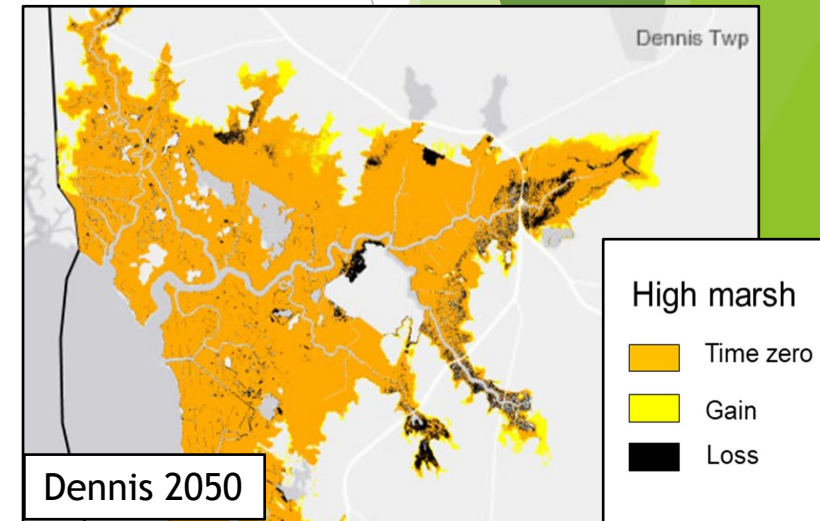 Dennis Twp
High marsh
Time zero
Gain
Loss
Dennis 2050